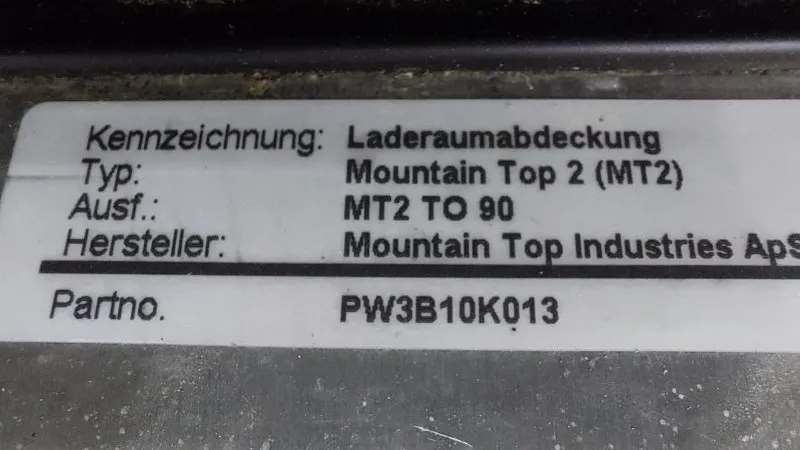 Kennzeichnung: Laderaumabdeckung
Typ: Mountain Top 2 (MT2)
Ausf.: MT2 TO 90
Hersteller: Mountain Top Industries ApS
Partno. PW3B10K013